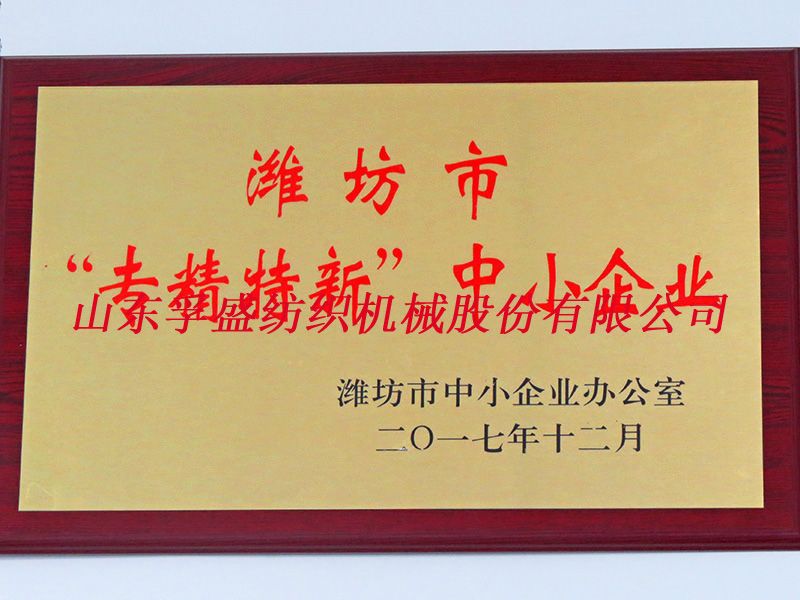 潍坊市
“专精特新”中小企业
山东孚盛纺织机械股份有限公司
潍坊市中小企业办公室
二〇一七年十二月